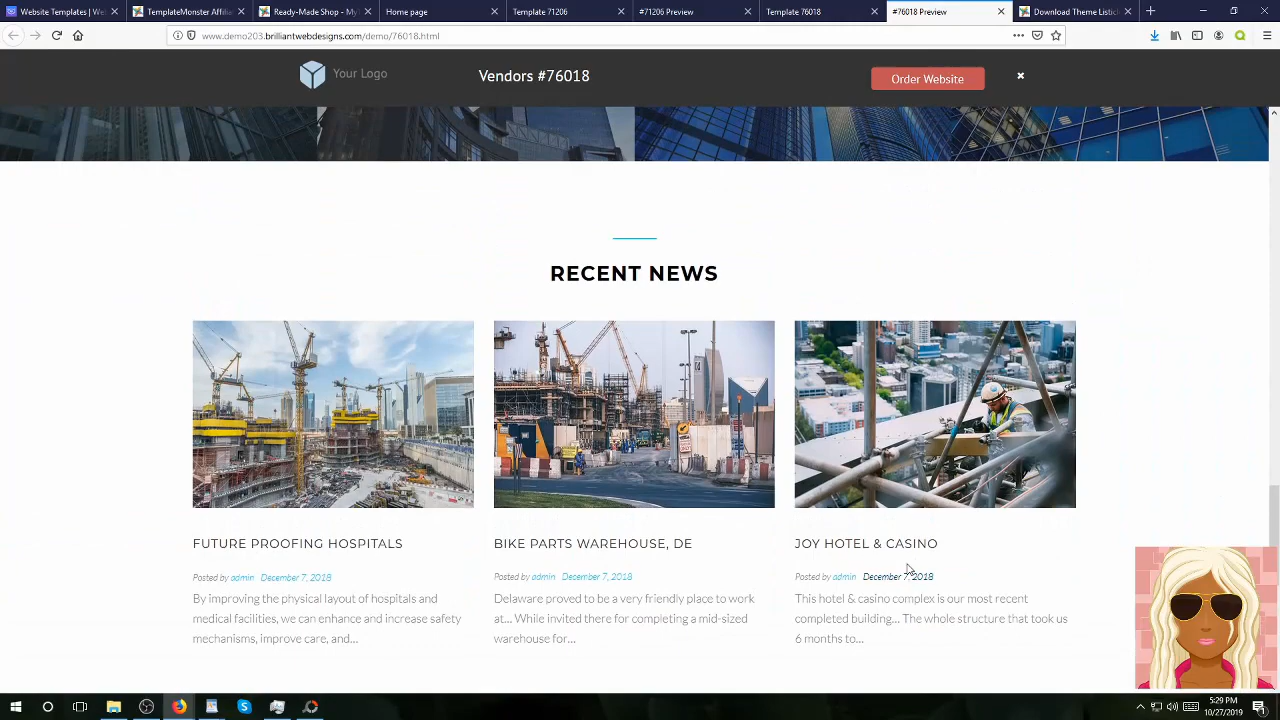 Website Templates | Web
TemplateMonster Affilia
Ready-Made Shop - My
Home page
Template 71206
#71206 Preview
Template 76018
#76018 Preview
Download Theme Listick
www.demo203.brilliantwebdesigns.com/demo/76018.html
Your Logo
Vendors #76018
Order Website
RECENT NEWS
FUTURE PROOFING HOSPITALS
Posted by admin December 7, 2018
By improving the physical layout of hospitals and
medical facilities, we can enhance and increase safety
mechanisms, improve care, and...
BIKE PARTS WAREHOUSE, DE
Posted by admin December 7, 2018
Delaware proved to be a very friendly place to work
at... While invited there for completing a mid-sized
warehouse for...
JOY HOTEL & CASINO
Posted by admin December 7, 2018
This hotel & casino complex is our most recent
completed building... The whole structure that took us
6 months to...
5:29 PM
10/27/2019